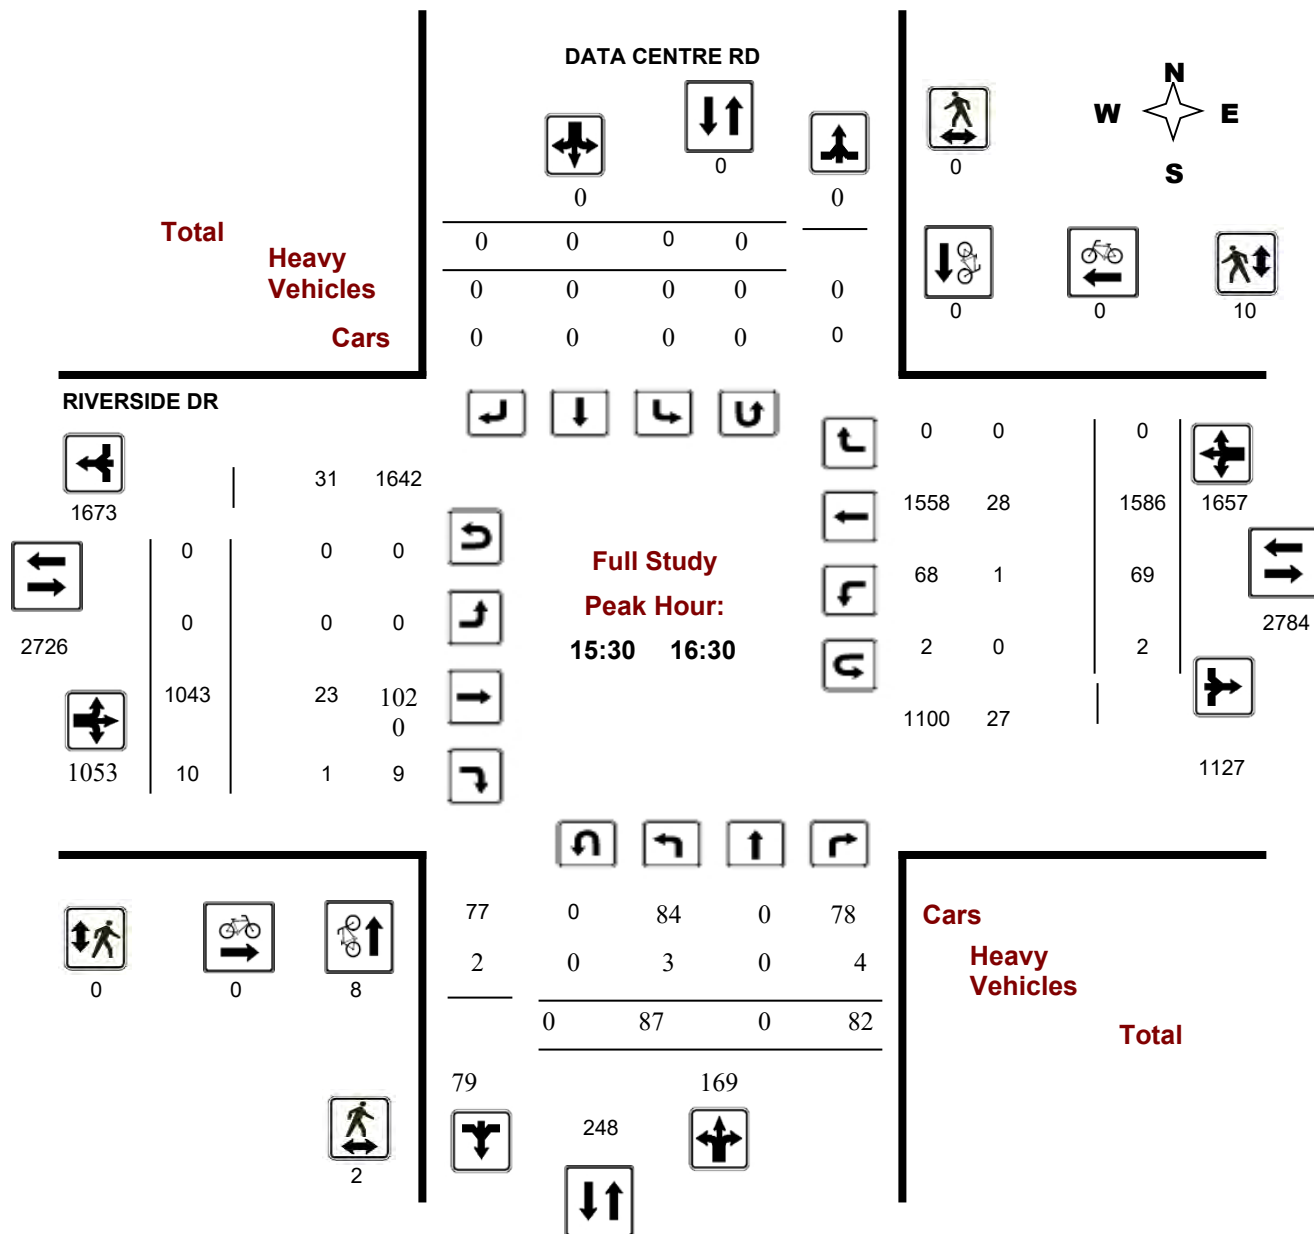 DATA CENTRE RD
N
W E
S
0
0
0 0
0
Total
0 0 0 0
Heavy
Vehicles
0 0 0 0 0
Cars
0 0 0 0 0
0 0 10
RIVERSIDE DR
0 0 0
31 1642
1673
1558 28 1586 1657
0 0 0
Full Study
68 1 69
Peak Hour:
0 0 0
2784
2726
15:30 16:30
2 0 2
1043 23 102
0
1100 27
1053 10 1 9
1127
77 0 84 0 78
Cars
2 0 3 0 4
Heavy
Vehicles
0 0 8
0 87 0 82
Total
79 169
248
2